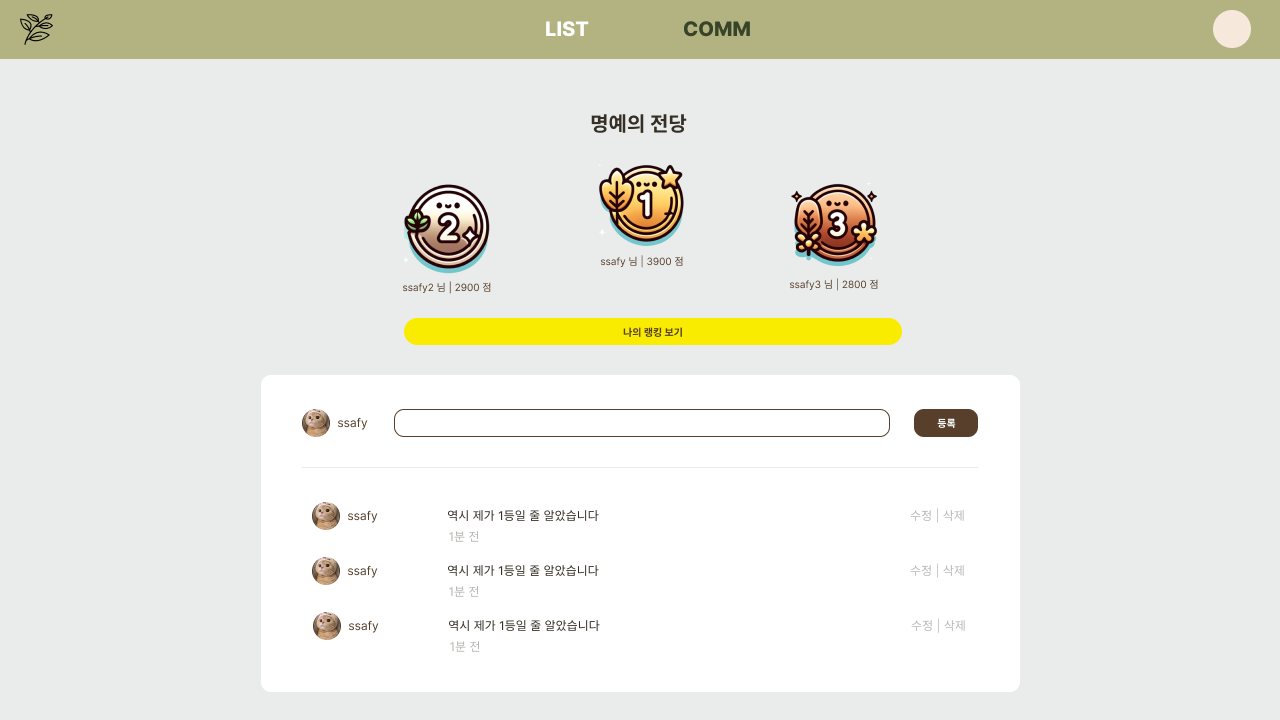 LIST COMM
명예의 전당
2
1
3
ssafy2 님 | 2900 점
ssafy 님 | 3900 점
ssafy3 님 | 2800 점
나의 랭킹 보기
ssafy 등록
ssafy 역시 제가 1등일 줄 알았습니다 수정 | 삭제
1분 전
ssafy 역시 제가 1등일 줄 알았습니다 수정 | 삭제
1분 전
ssafy 역시 제가 1등일 줄 알았습니다 수정 | 삭제
1분 전